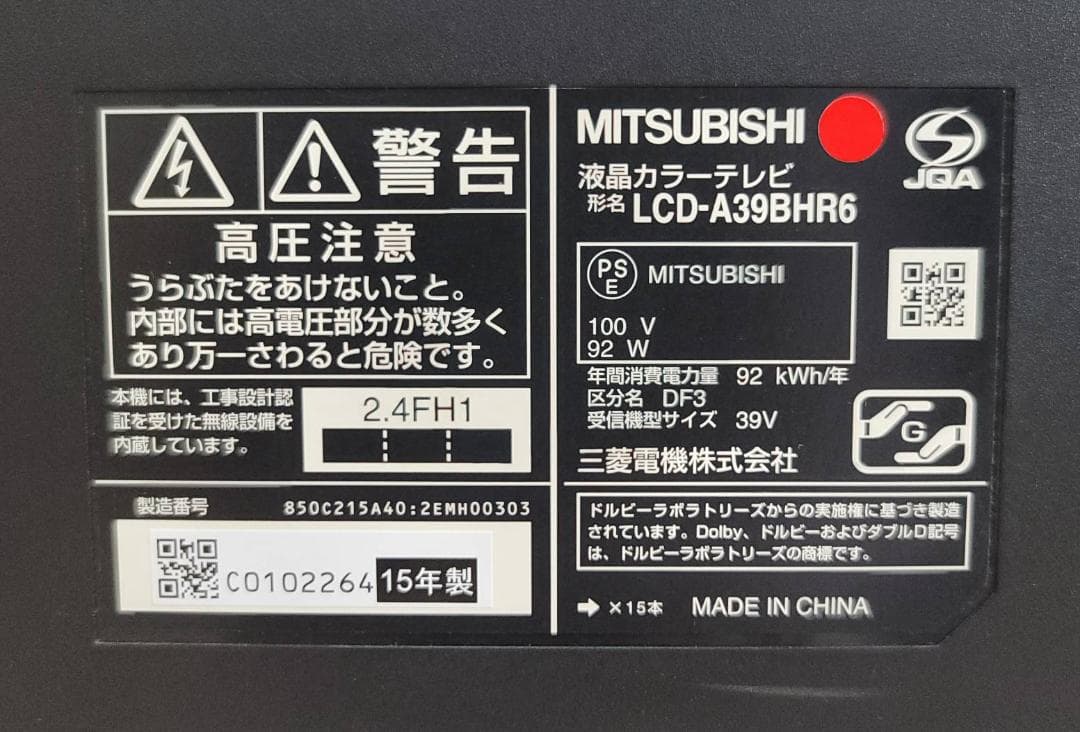 警告
高圧注意
うらぶたをあけないこと。
内部には高電圧部分が数多く
あり万一さわると危険です。
本機には、工事設計認
証を受けた無線設備を
内蔵しています。
2.4FH1
製造番号 850C215A40:2EMH00303
C0102264 15年製
MITSUBISHI
JQA
液晶カラーテレビ
形名 LCD-A39BHR6
PS
E
MITSUBISHI
100 V
92 W
年間消費電力量 92 kWh/年
区分名 DF3
受信機型サイズ 39V
G
三菱電機株式会社
ドルビーラボラトリーズからの実施権に基づき製造
されています。Dolby、ドルビーおよびダブルD記号
は、ドルビーラボラトリーズの商標です。
➔ ×15本 MADE IN CHINA